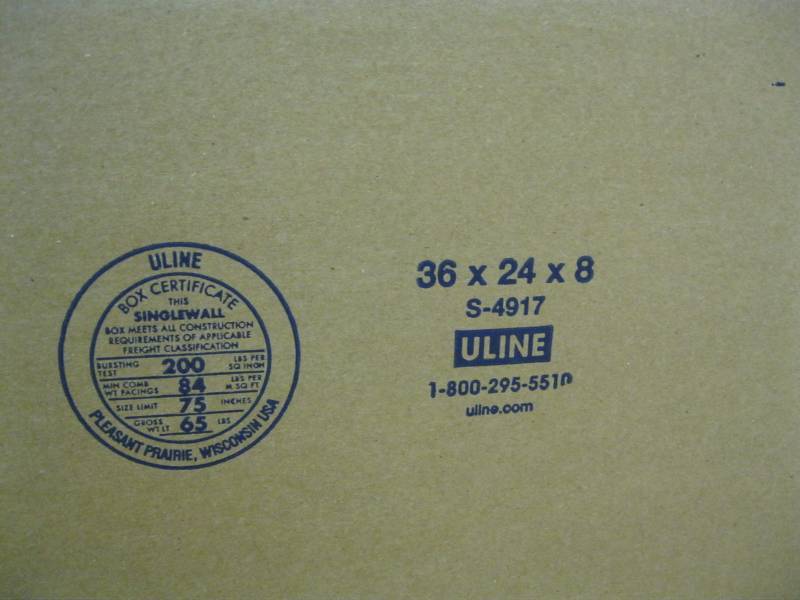 ULINE
BOX CERTIFICATE
THIS
SINGLEWALL
BOX MEETS ALL CONSTRUCTION
REQUIREMENTS OF APPLICABLE
FREIGHT CLASSIFICATION
BURSTING TEST 200 LBS PER SQ INCH
MIN COMB WT FACINGS 84 LBS PER M SQ FT
SIZE LIMIT 75 INCHES
GROSS WT LT 65 LBS
PLEASANT PRAIRIE, WISCONSIN USA
36 x 24 x 8
S-4917
ULINE
1-800-295-5510
uline.com